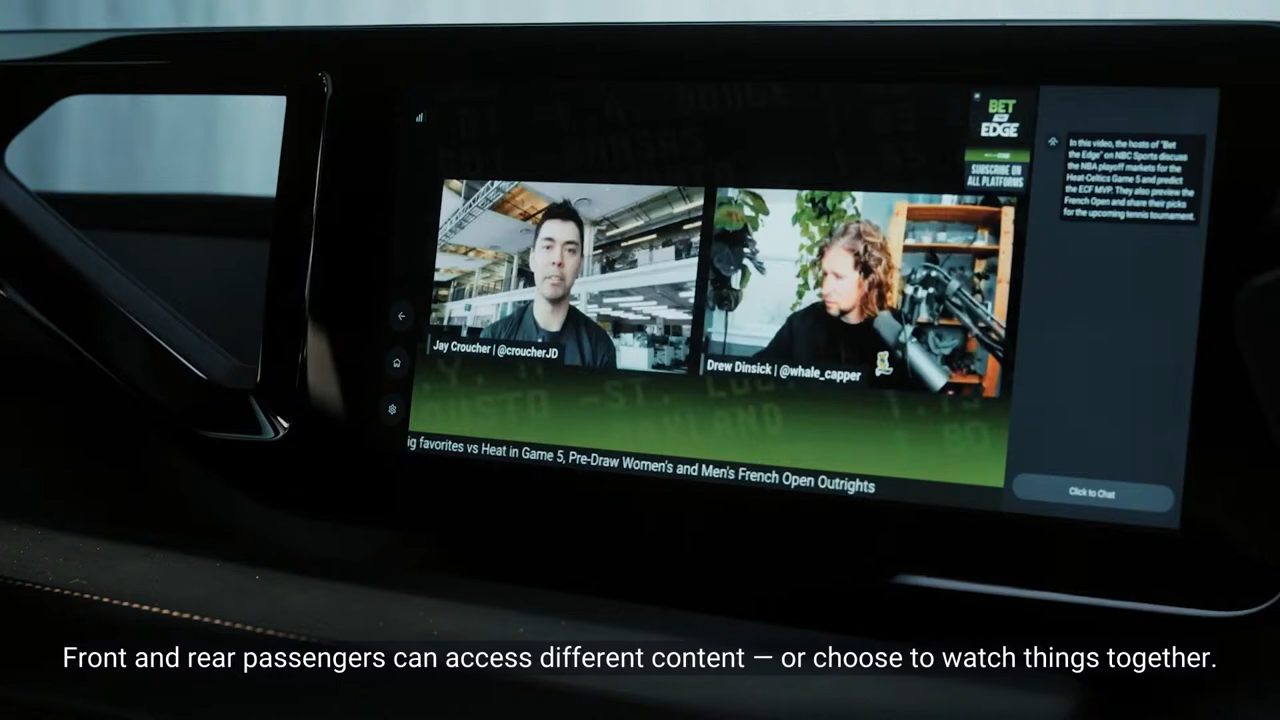 BET
THE
EDGE
SUBSCRIBE ON
ALL PLATFORMS
In this video, the hosts of "Bet
the Edge" on NBC Sports discuss
the NBA playoff markets for the
Heat-Celtics Game 5 and predict
the ECF MVP. They also preview the
French Open and share their picks
for the upcoming tennis tournament.
Jay Croucher | @croucherJD
Drew Dinsick | @whale_capper
ig favorites vs Heat in Game 5, Pre-Draw Women's and Men's French Open Outrights
Click to Chat
Front and rear passengers can access different content — or choose to watch things together.